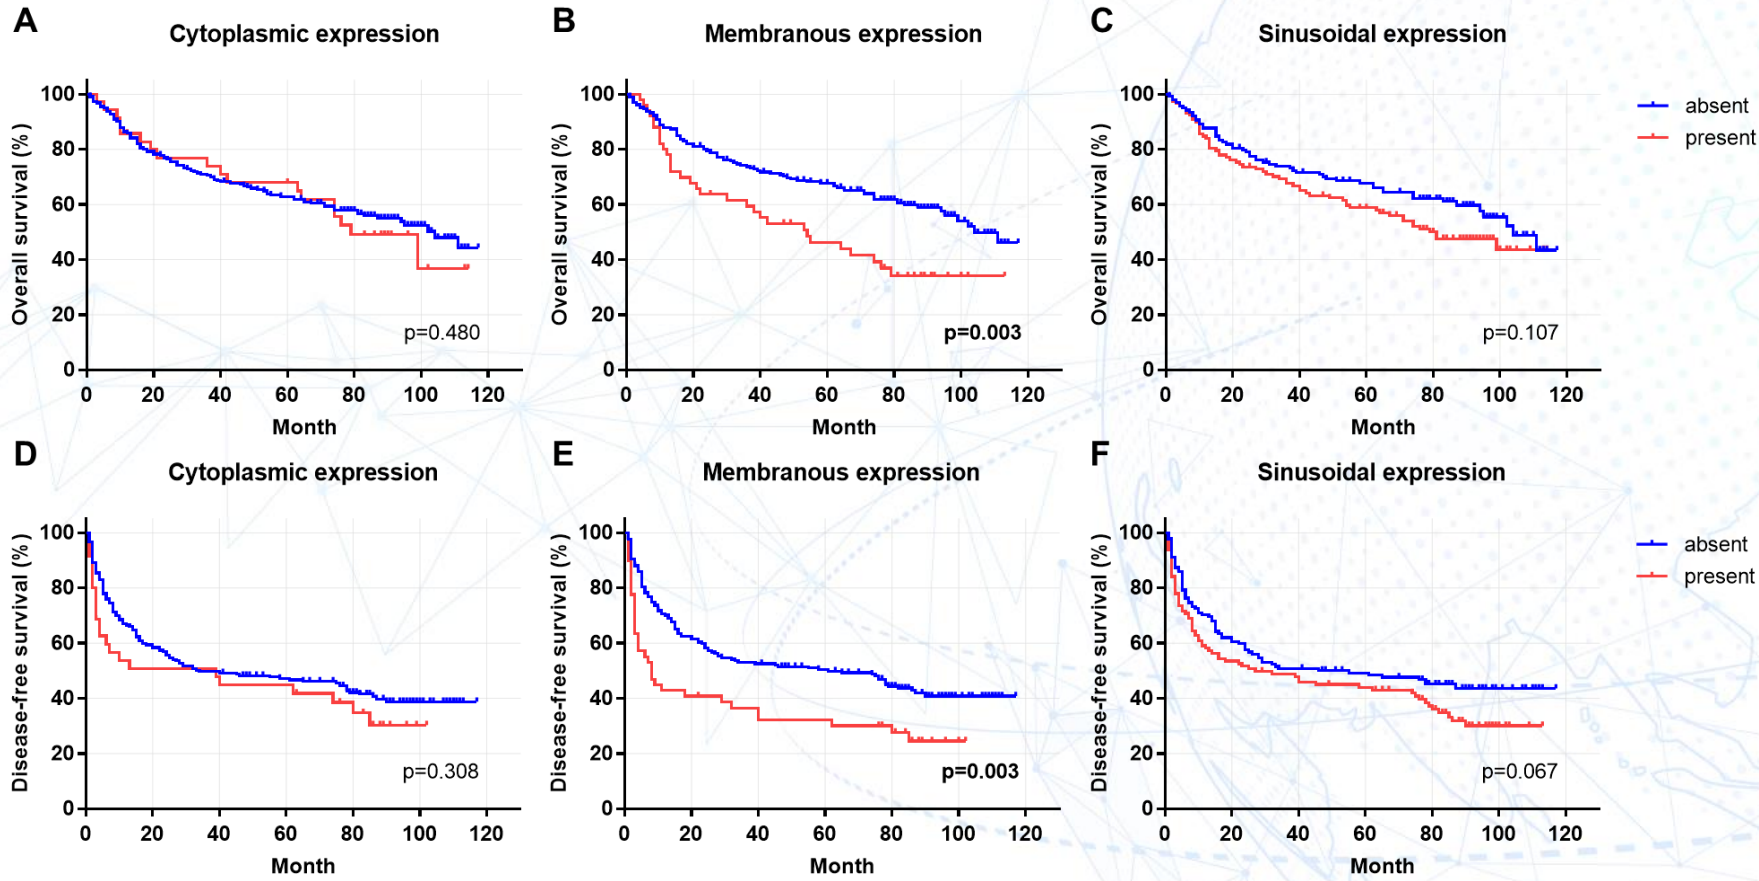 A
Cytoplasmic expression
Overall survival (%)
100
80
60
40
20
0
p=0.480
0 20 40 60 80 100 120
Month
B
Membranous expression
Overall survival (%)
100
80
60
40
20
0
p=0.003
0 20 40 60 80 100 120
Month
C
Sinusoidal expression
Overall survival (%)
100
80
60
40
20
0
p=0.107
0 20 40 60 80 100 120
Month
absent
present
D
Cytoplasmic expression
Disease-free survival (%)
100
80
60
40
20
0
p=0.308
0 20 40 60 80 100 120
Month
E
Membranous expression
Disease-free survival (%)
100
80
60
40
20
0
p=0.003
0 20 40 60 80 100 120
Month
F
Sinusoidal expression
Disease-free survival (%)
100
80
60
40
20
0
p=0.067
0 20 40 60 80 100 120
Month
absent
present